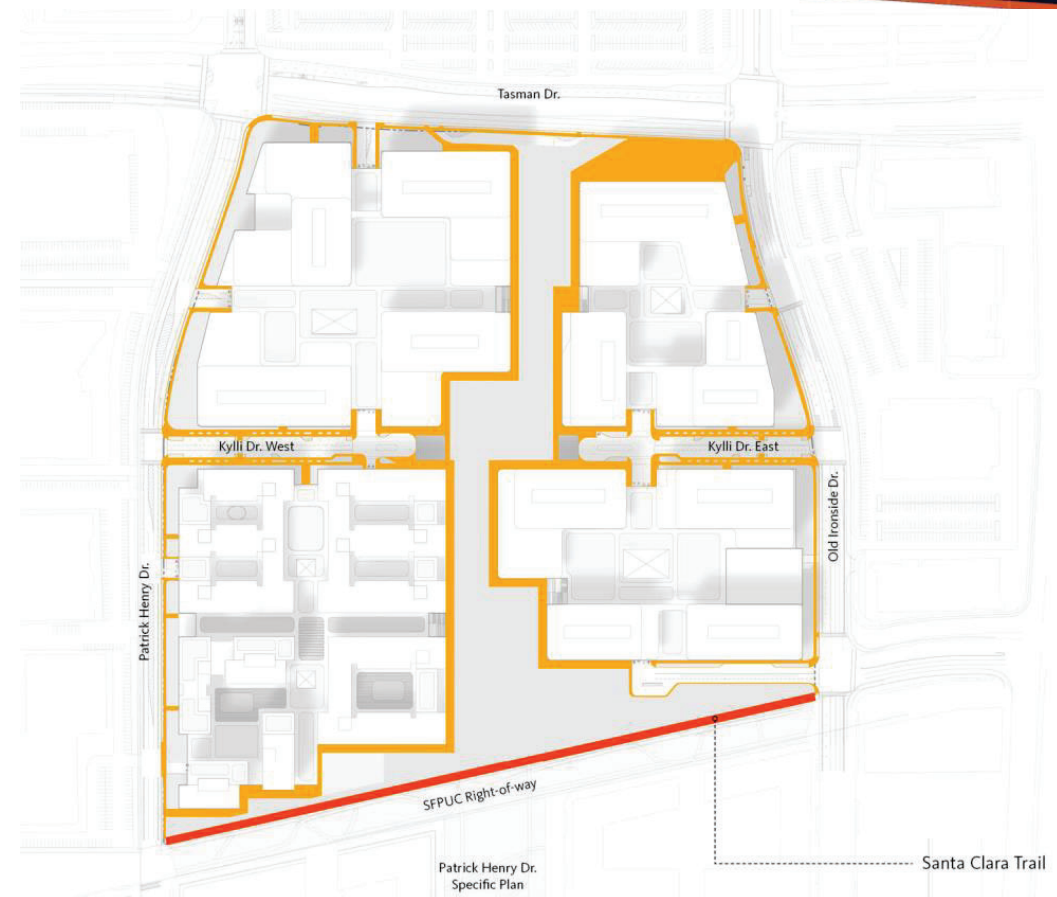 Tasman Dr.
Kylli Dr. West
Kylli Dr. East
Old Ironside Dr.
Patrick Henry Dr.
SFPUC Right-of-way
Santa Clara Trail
Patrick Henry Dr.
Specific Plan